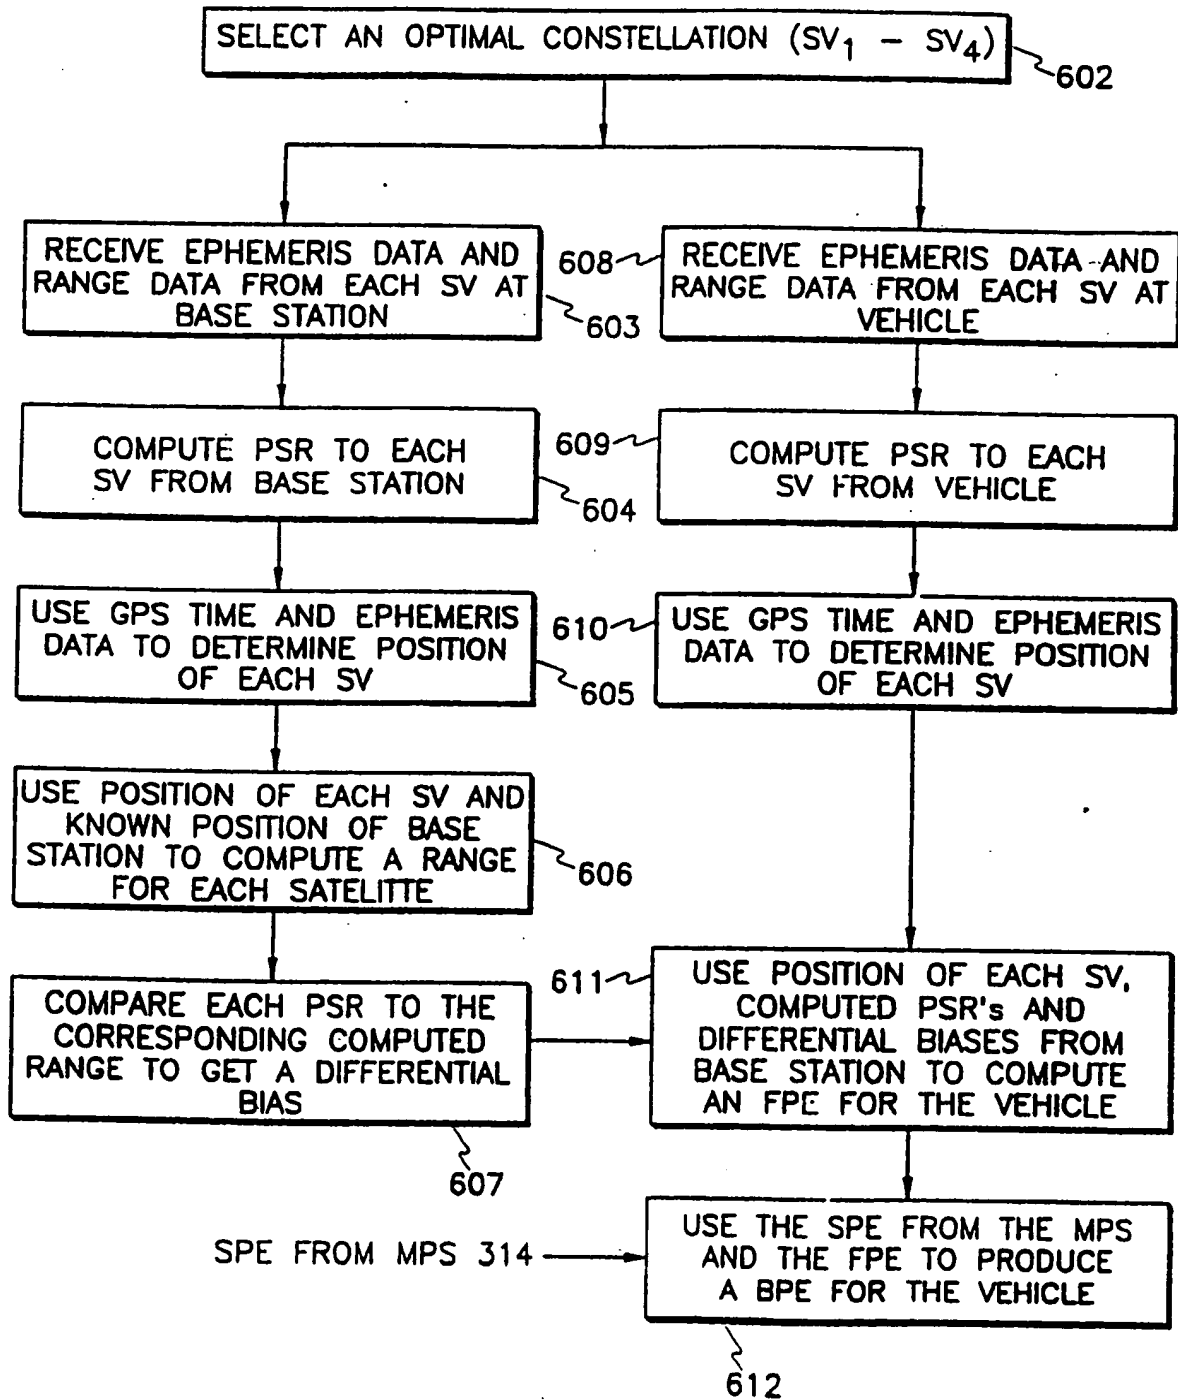 SELECT AN OPTIMAL CONSTELLATION (SV1 - SV4)
602
RECEIVE EPHEMERIS DATA AND
RANGE DATA FROM EACH SV AT
BASE STATION
603
608
RECEIVE EPHEMERIS DATA AND
RANGE DATA FROM EACH SV AT
VEHICLE
COMPUTE PSR TO EACH
SV FROM BASE STATION
604
609
COMPUTE PSR TO EACH
SV FROM VEHICLE
USE GPS TIME AND EPHEMERIS
DATA TO DETERMINE POSITION
OF EACH SV
605
610
USE GPS TIME AND EPHEMERIS
DATA TO DETERMINE POSITION
OF EACH SV
USE POSITION OF EACH SV AND
KNOWN POSITION OF BASE
STATION TO COMPUTE A RANGE
FOR EACH SATELITTE
606
COMPARE EACH PSR TO THE
CORRESPONDING COMPUTED
RANGE TO GET A DIFFERENTIAL
BIAS
607
611
USE POSITION OF EACH SV,
COMPUTED PSR's AND
DIFFERENTIAL BIASES FROM
BASE STATION TO COMPUTE
AN FPE FOR THE VEHICLE
SPE FROM MPS 314
USE THE SPE FROM THE MPS
AND THE FPE TO PRODUCE
A BPE FOR THE VEHICLE
612